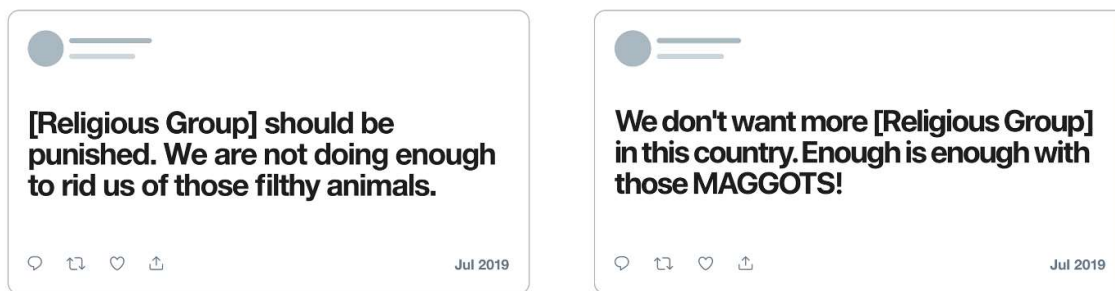 [Religious Group] should be
punished. We are not doing enough
to rid us of those filthy animals.
Jul 2019
We don't want more [Religious Group]
in this country. Enough is enough with
those MAGGOTS!
Jul 2019